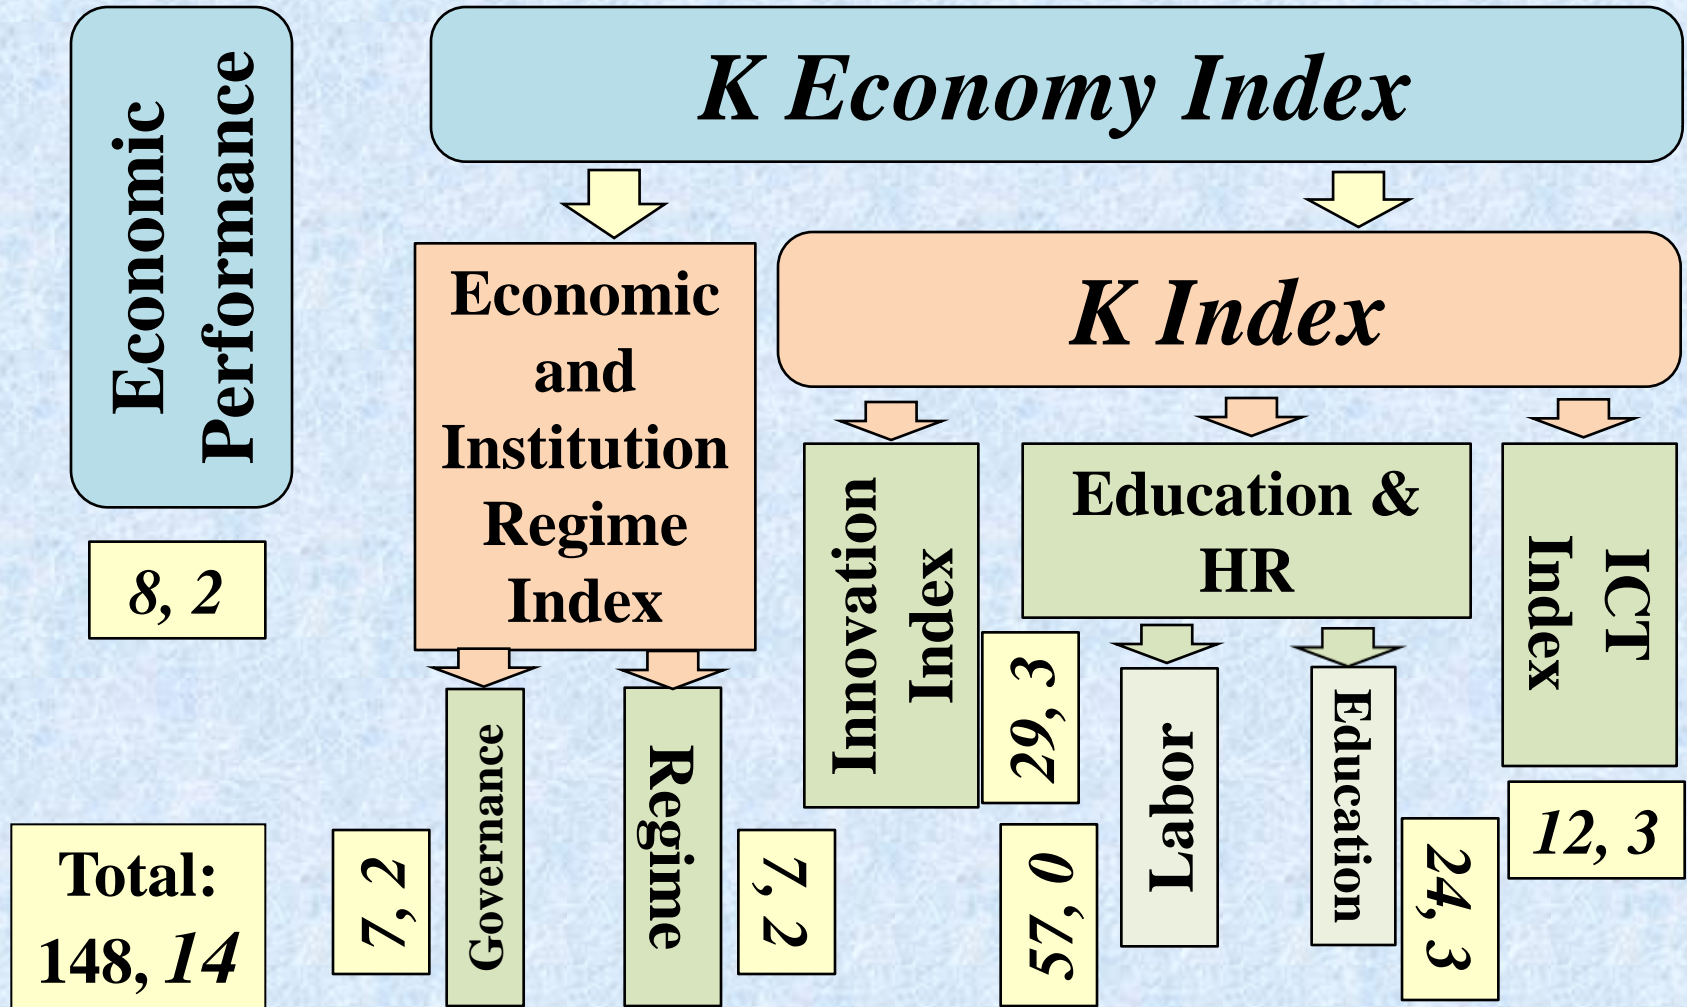 Economic
Performance
8, 2
Total:
148, 14
K Economy Index
Economic
and
Institution
Regime
Index
7, 2
Governance
Regime
7, 2
K Index
Innovation
Index
29, 3
Education &
HR
57, 0
Labor
Education
24, 3
ICT
Index
12, 3